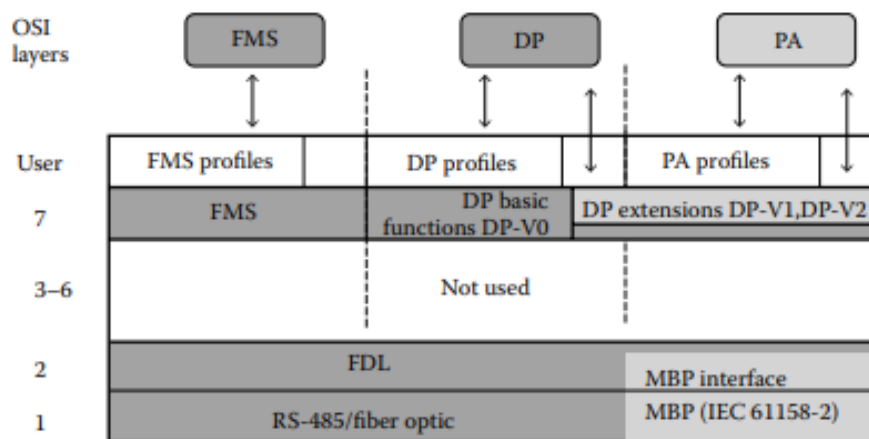 OSI
layers
FMS
DP
PA
User
FMS profiles
DP profiles
PA profiles
7
FMS
DP basic
functions DP-V0
DP extensions DP-V1,DP-V2
3–6
Not used
2
FDL
MBP interface
1
RS-485/fiber optic
MBP (IEC 61158-2)